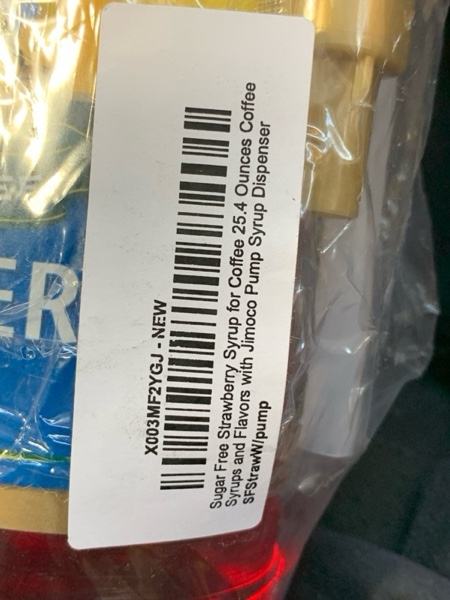 X003MF2YGJ - NEW
Sugar Free Strawberry Syrup for Coffee 25.4 Ounces Coffee
Syrups and Flavors with Jimoco Pump Syrup Dispenser
SFStrawW/pump
ER